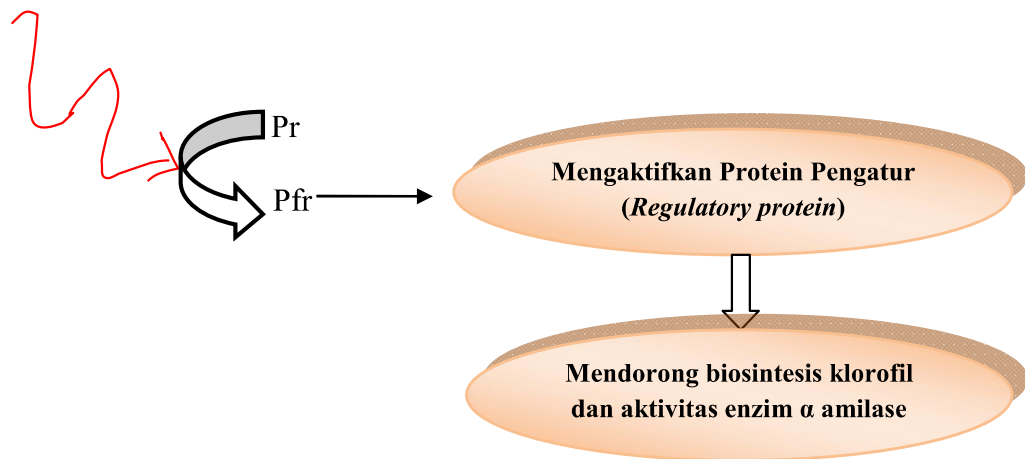 Pr
Pfr
Mengaktifkan Protein Pengatur
(Regulatory protein)
Mendorong biosintesis klorofil
dan aktivitas enzim α amilase